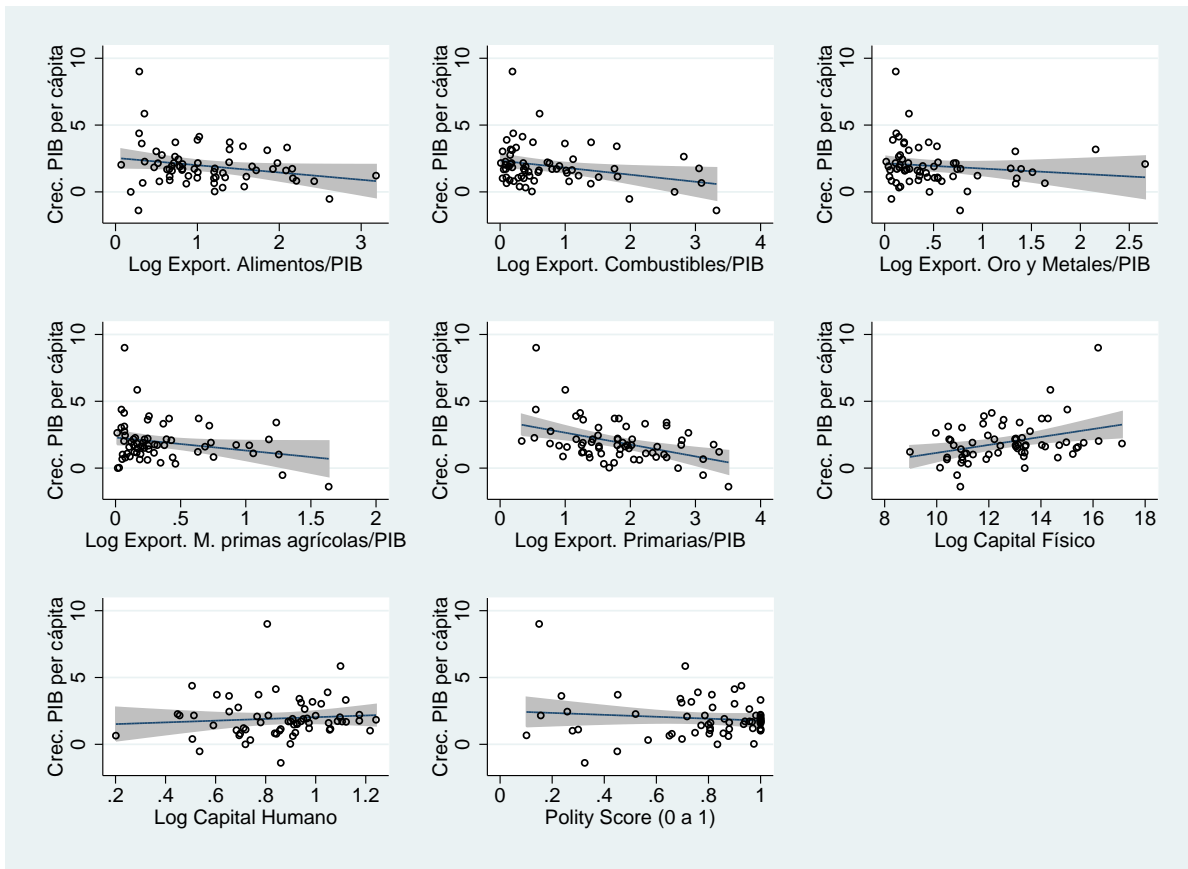 Crec. PIB per cápita
0 5 10
0 1 2 3
Log Export. Alimentos/PIB
Crec. PIB per cápita
0 5 10
0 1 2 3 4
Log Export. Combustibles/PIB
Crec. PIB per cápita
0 5 10
0 .5 1 1.5 2 2.5
Log Export. Oro y Metales/PIB
Crec. PIB per cápita
0 5 10
0 .5 1 1.5 2
Log Export. M. primas agrícolas/PIB
Crec. PIB per cápita
0 5 10
0 1 2 3 4
Log Export. Primarias/PIB
Crec. PIB per cápita
0 5 10
8 10 12 14 16 18
Log Capital Físico
Crec. PIB per cápita
0 5 10
.2 .4 .6 .8 1 1.2
Log Capital Humano
Crec. PIB per cápita
0 5 10
0 .2 .4 .6 .8 1
Polity Score (0 a 1)